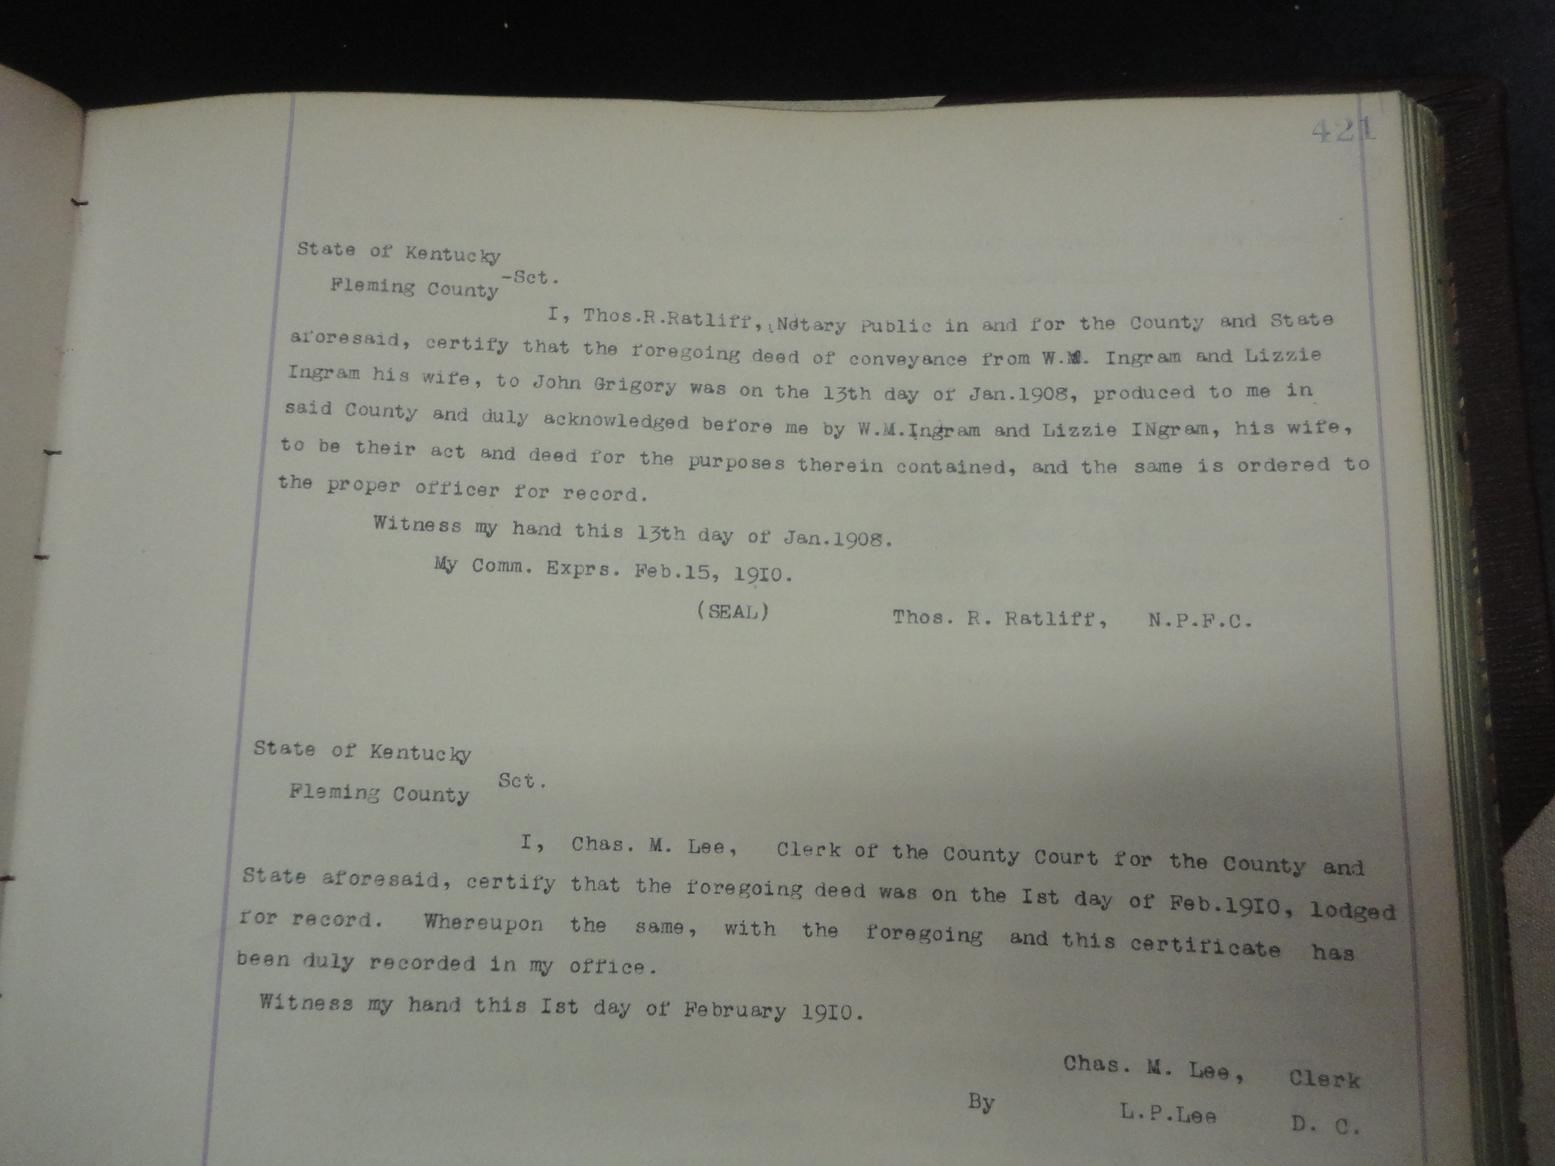 421
State of Kentucky
-Sct.
Fleming County
I, Thos.R.Ratliff, Notary Public in and for the County and State
aforesaid, certify that the foregoing deed of conveyance from W.M. Ingram and Lizzie
Ingram his wife, to John Grigory was on the 13th day of Jan.1908, produced to me in
said County and duly acknowledged before me by W.M.Ingram and Lizzie INgram, his wife,
to be their act and deed for the purposes therein contained, and the same is ordered to
the proper officer for record.
Witness my hand this 13th day of Jan.1908.
My Comm. Exprs. Feb.15, 19I0.
(SEAL) Thos. R. Ratliff, N.P.F.C.
State of Kentucky
Sct.
Fleming County
I, Chas. M. Lee, Clerk of the County Court for the County and
State aforesaid, certify that the foregoing deed was on the Ist day of Feb.19I0, lodged
for record. Whereupon the same, with the foregoing and this certificate has
been duly recorded in my office.
Witness my hand this Ist day of February 19I0.
Chas. M. Lee, Clerk
By L.P.Lee D. C.